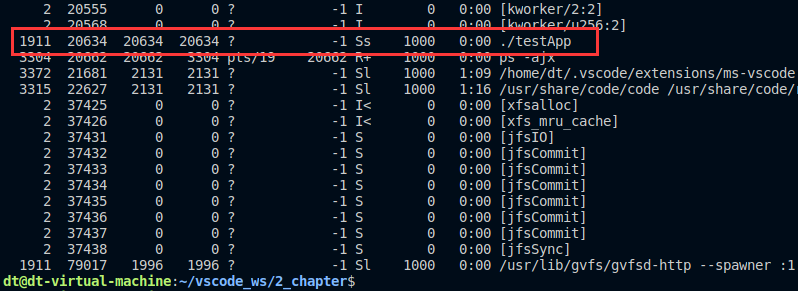 2 20555 0 0 ? -1 I 0 0:00 [kworker/2:2]
2 20568 0 0 ? -1 I 0 0:00 [kworker/u256:2]
1911 20634 20634 20634 ? -1 Ss 1000 0:00 ./testApp
3304 20662 20662 3304 pts/19 20662 R+ 1000 0:00 ps -ajx
3372 21681 2131 2131 ? -1 Sl 1000 1:09 /home/dt/.vscode/extensions/ms-vscode
3315 22627 2131 2131 ? -1 Sl 1000 1:16 /usr/share/code/code /usr/share/code/r
2 37425 0 0 ? -1 I< 0 0:00 [xfsalloc]
2 37426 0 0 ? -1 I< 0 0:00 [xfs_mru_cache]
2 37431 0 0 ? -1 S 0 0:00 [jfsIO]
2 37432 0 0 ? -1 S 0 0:00 [jfsCommit]
2 37433 0 0 ? -1 S 0 0:00 [jfsCommit]
2 37434 0 0 ? -1 S 0 0:00 [jfsCommit]
2 37435 0 0 ? -1 S 0 0:00 [jfsCommit]
2 37436 0 0 ? -1 S 0 0:00 [jfsCommit]
2 37437 0 0 ? -1 S 0 0:00 [jfsCommit]
2 37438 0 0 ? -1 S 0 0:00 [jfsSync]
1911 79017 1996 1996 ? -1 Sl 1000 0:00 /usr/lib/gvfs/gvfsd-http --spawner :1
dt@dt-virtual-machine:~/vscode_ws/2_chapter$